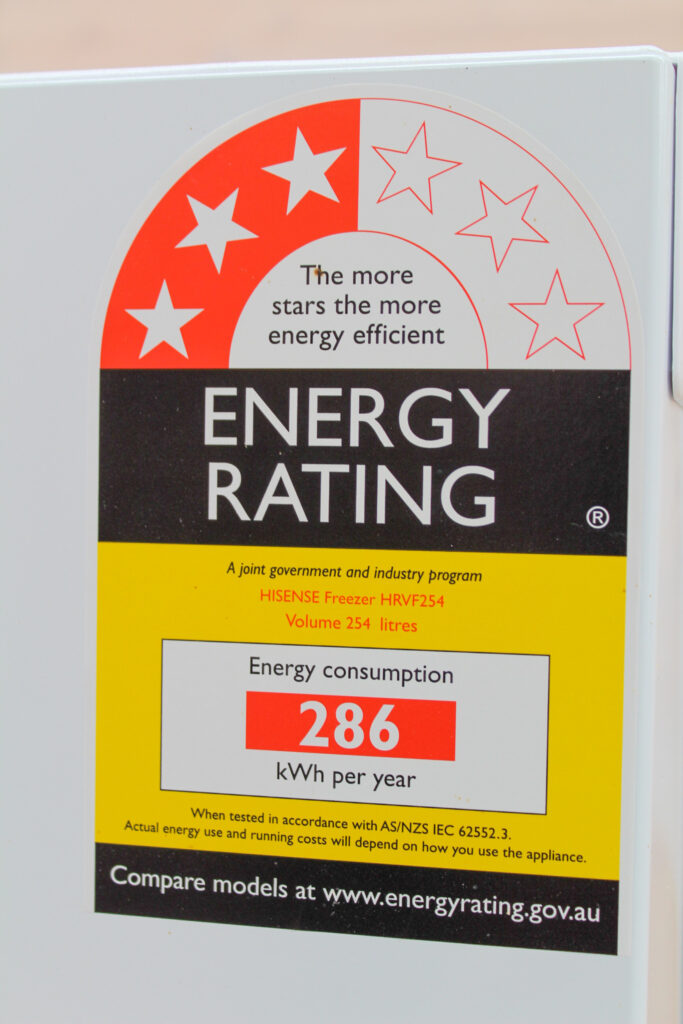 The more
stars the more
energy efficient
ENERGY
RATING
®
A joint government and industry program
HISENSE Freezer HRVF254
Volume 254 litres
Energy consumption
286
kWh per year
When tested in accordance with AS/NZS IEC 62552.3.
Actual energy use and running costs will depend on how you use the appliance.
Compare models at www.energyrating.gov.au